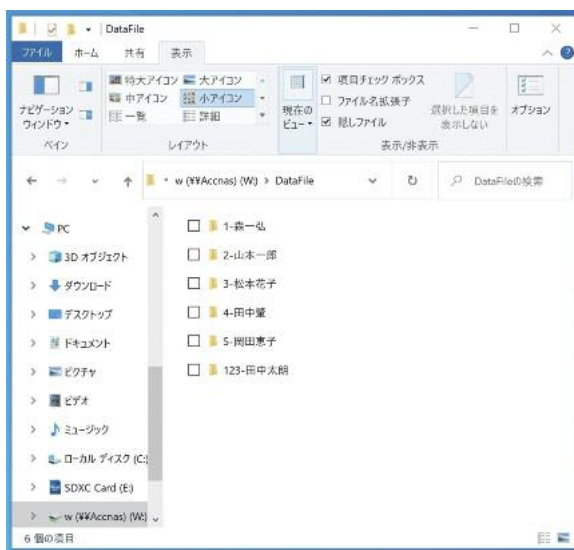 DataFile
ファイル ホーム 共有 表示
特大アイコン 大アイコン
中アイコン 小アイコン
一覧 詳細
ナビゲーション
ウィンドウ
現在の
ビュー
項目チェック ボックス
ファイル名拡張子
隠しファイル
選択した項目を
表示しない
オプション
ペイン レイアウト 表示/非表示
w (¥¥Accnas) (W:) > DataFile
DataFileの検索
PC
3D オブジェクト
ダウンロード
デスクトップ
ドキュメント
ピクチャ
ビデオ
ミュージック
ローカル ディスク (C:)
SDXC Card (E:)
w (¥¥Accnas) (W:)
1-森一弘
2-山本一郎
3-松本花子
4-田中肇
5-岡田恵子
123-田中太朗
6 個の項目